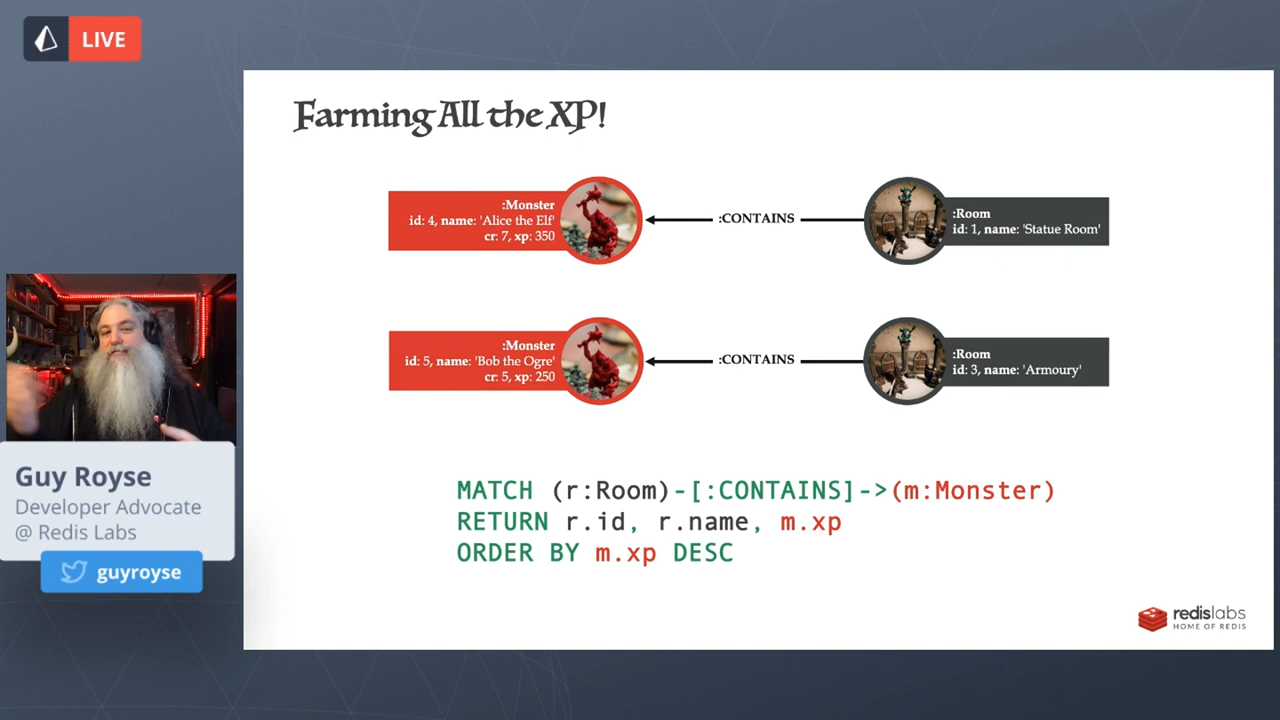 LIVE
Farming All the XP!
:Monster
id: 4, name: 'Alice the Elf'
cr: 7, xp: 350
:CONTAINS
:Room
id: 1, name: 'Statue Room'
:Monster
id: 5, name: 'Bob the Ogre'
cr: 5, xp: 250
:CONTAINS
:Room
id: 3, name: 'Armoury'
MATCH (r:Room)-[:CONTAINS]->(m:Monster)
RETURN r.id, r.name, m.xp
ORDER BY m.xp DESC
Guy Royse
Developer Advocate
@ Redis Labs
guyroyse
redislabs
HOME OF REDIS